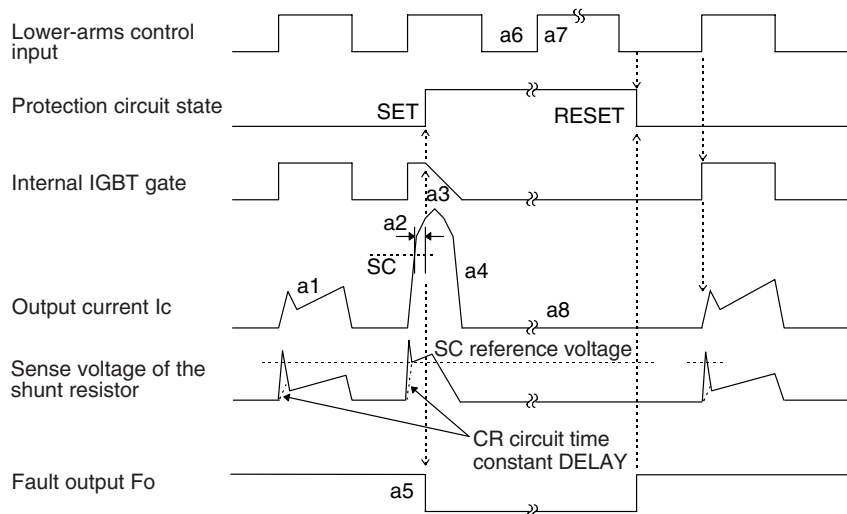 Lower-arms control
input
a6
a7
Protection circuit state
SET
RESET
Internal IGBT gate
a3
a2
SC
a4
Output current Ic
a1
a8
SC reference voltage
Sense voltage of the
shunt resistor
CR circuit time
constant DELAY
Fault output Fo
a5